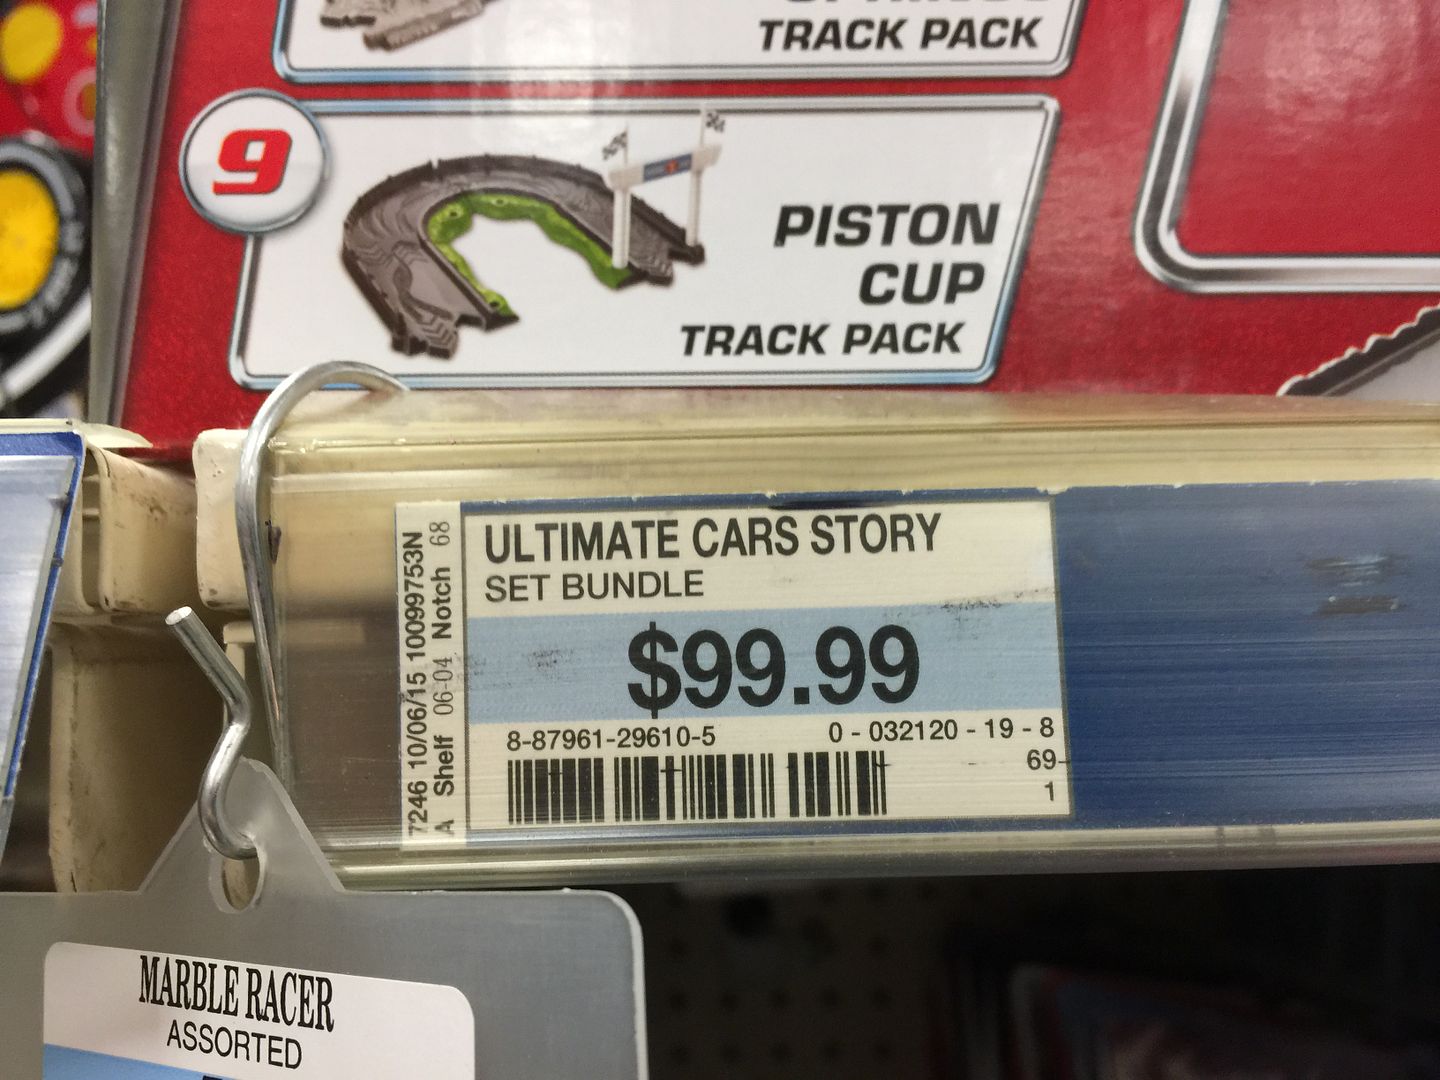 TRACK PACK
9
PISTON
CUP
TRACK PACK
ULTIMATE CARS STORY
SET BUNDLE
$99.99
8-87961-29610-5
0 - 032120 - 19 - 8
69-
1
7246 10/06/15 10099753N
A Shelf 06-04 Notch 68
MARBLE RACER
ASSORTED